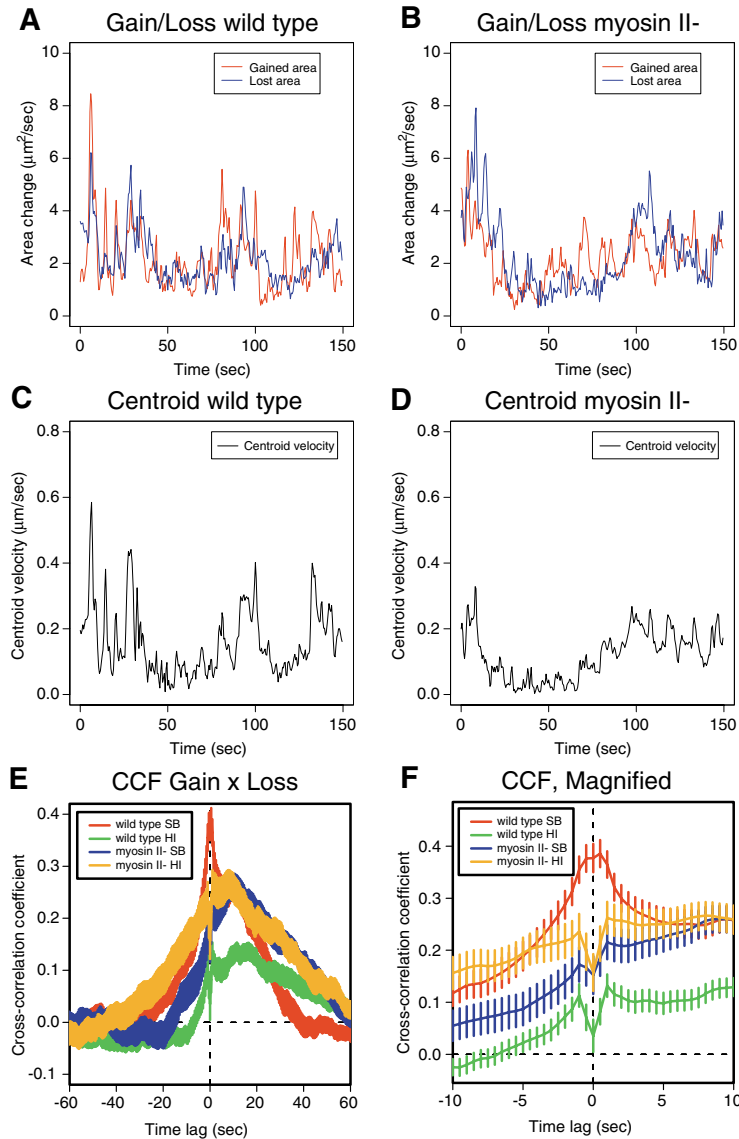 A
Gain/Loss wild type
Area change (μm²/sec)
10
8
6
4
2
0
Gained area
Lost area
0 50 100 150
Time (sec)
B
Gain/Loss myosin II-
Area change (μm²/sec)
10
8
6
4
2
0
Gained area
Lost area
0 50 100 150
Time (sec)
C
Centroid wild type
Centroid velocity (μm/sec)
0.8
0.6
0.4
0.2
0.0
Centroid velocity
0 50 100 150
Time (sec)
D
Centroid myosin II-
Centroid velocity (μm/sec)
0.8
0.6
0.4
0.2
0.0
Centroid velocity
0 50 100 150
Time (sec)
E
CCF Gain x Loss
Cross-correlation coefficient
0.4
0.3
0.2
0.1
0.0
-0.1
wild type SB
wild type HI
myosin II- SB
myosin II- HI
-60 -40 -20 0 20 40 60
Time lag (sec)
F
CCF, Magnified
Cross-correlation coefficient
0.4
0.3
0.2
0.1
0.0
wild type SB
wild type HI
myosin II- SB
myosin II- HI
-10 -5 0 5 10
Time lag (sec)